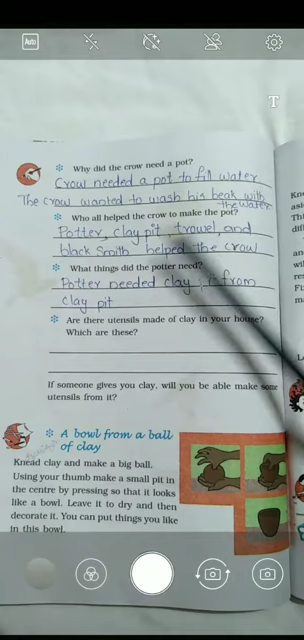 Auto
T
Why did the crow need a pot?
Crow needed a pot to fill water
The crow wanted to wash his beak with
the water
Who all helped the crow to make the pot?
Potter, clay pit, trowel, and
black Smith helped the crow
What things did the potter need?
Potter needed clay from
clay pit
Are there utensils made of clay in your house?
Which are these?
If someone gives you clay, will you be able make some
utensils from it?
A bowl from a ball
of clay
Knead clay and make a big ball.
Using your thumb make a small pit in
the centre by pressing so that it looks
like a bowl. Leave it to dry and then
decorate it. You can put things you like
in this bowl.